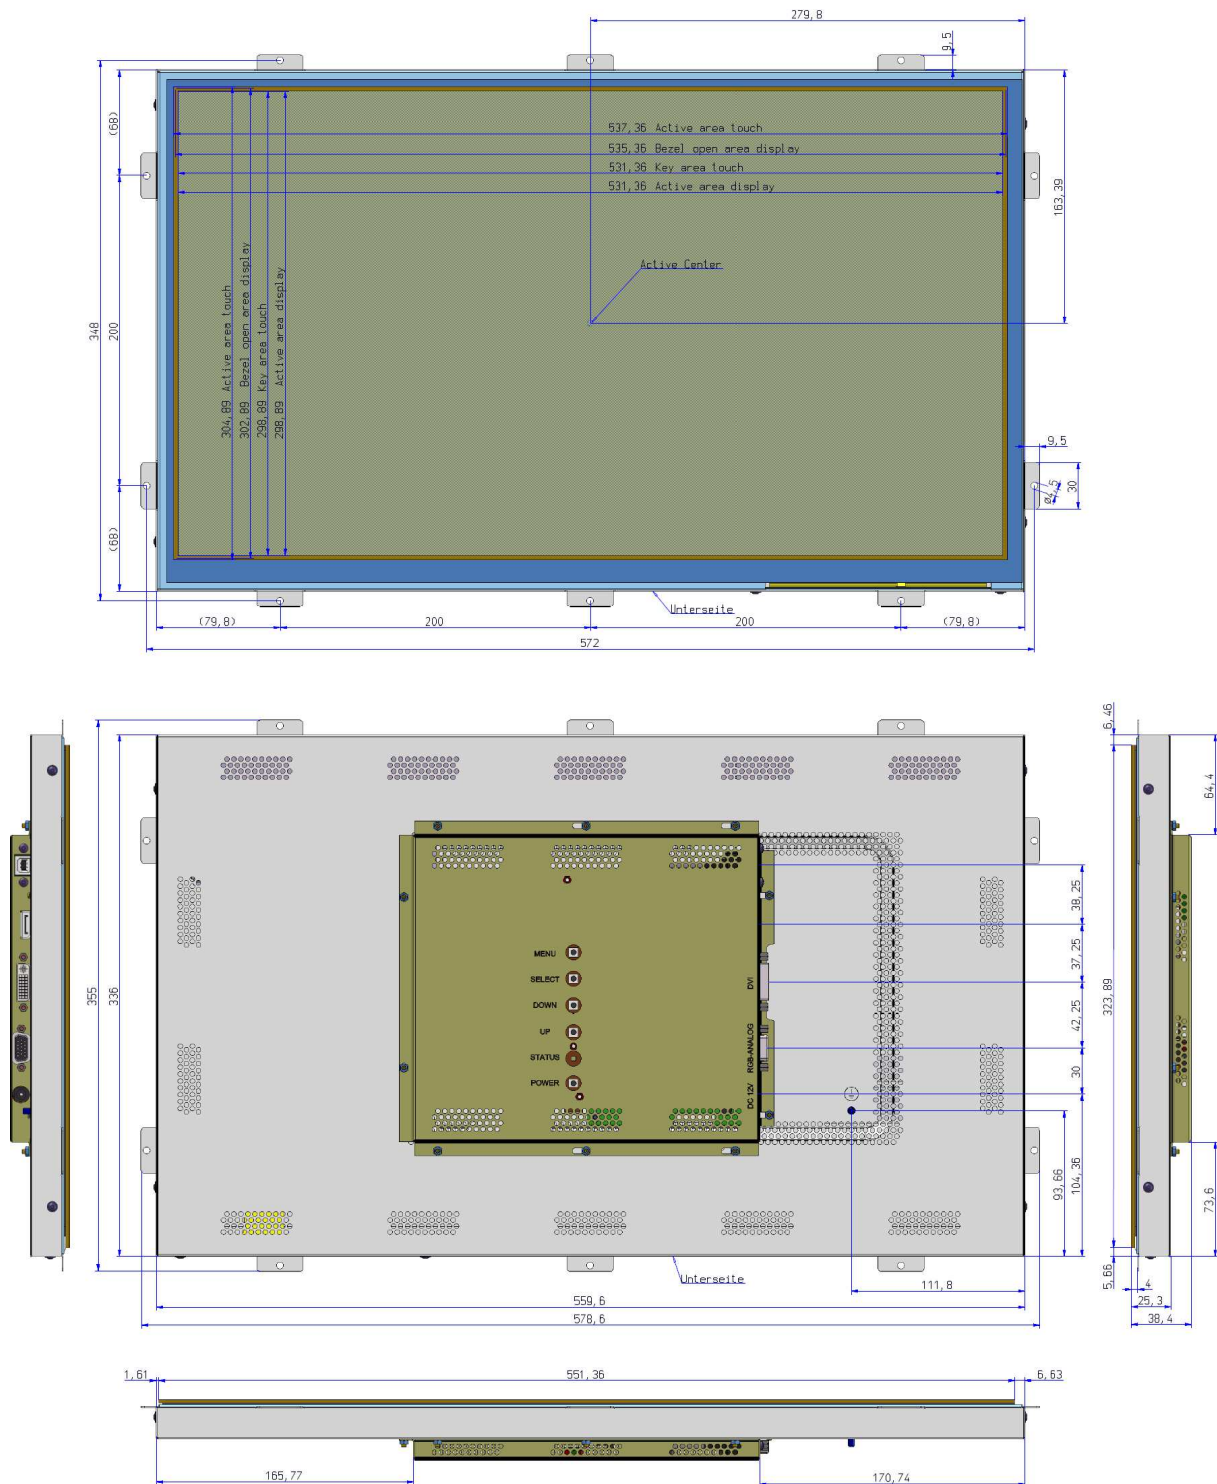 279,8
9,5
(68)
537,36 Active area touch
535,36 Bezel open area display
531,36 Key area touch
531,36 Active area display
163,39
Active Center
348
200
304,89 Active area touch
302,89 Bezel open area display
298,89 Key area touch
298,89 Active area display
9,5
30
ø4,5
(68)
Unterseite
(79,8)
200
200
(79,8)
572
6,46
64,4
38,25
MENU
SELECT
DOWN
UP
STATUS
POWER
DVI
RGB-ANALOG
DC 12V
37,25
42,25
30
355
336
323,89
93,66
104,36
73,6
Unterseite
111,8
559,6
578,6
5,66
4
25,3
38,4
1,61
551,36
6,63
165,77
170,74